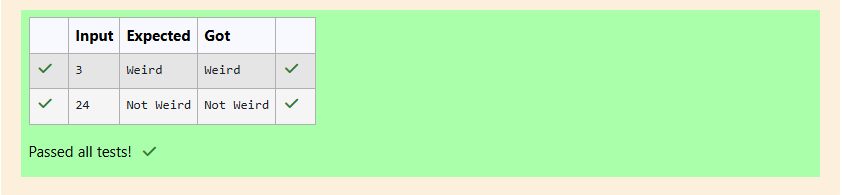 Input Expected Got
3 Weird Weird
24 Not Weird Not Weird
Passed all tests!